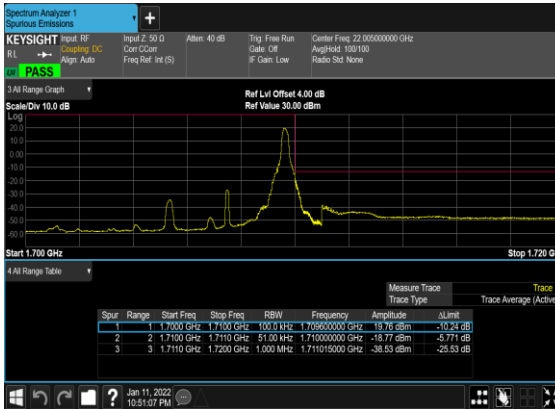 Spectrum Analyzer 1
Spurious Emissions
+
KEYSIGHT Input: RF Input Z: 50 Ω Atten: 40 dB Trig: Free Run Center Freq: 22.005000000 GHz
RL Coupling: DC Corr CCorr Gate: Off Avg|Hold: 100/100
Align: Auto Freq Ref: Int (S) IF Gain: Low Radio Std: None
PASS
3 All Range Graph
Ref Lvl Offset 4.00 dB
Scale/Div 10.0 dB Ref Value 30.00 dBm
Log
20.0
10.0
0.00
-10.0
-20.0
-30.0
-40.0
-50.0
-60.0
Start 1.700 GHz Stop 1.720 G
4 All Range Table
Measure Trace Trace
Trace Type Trace Average (Active
Spur Range Start Freq Stop Freq RBW Frequency Amplitude ΔLimit
1 1 1.7000 GHz 1.7100 GHz 100.0 kHz 1.709600000 GHz 19.76 dBm -10.24 dB
2 2 1.7100 GHz 1.7110 GHz 51.00 kHz 1.710000000 GHz -18.77 dBm -5.771 dB
3 3 1.7110 GHz 1.7200 GHz 1.000 MHz 1.711015000 GHz -38.53 dBm -25.53 dB
? Jan 11, 2022
10:51:07 PM